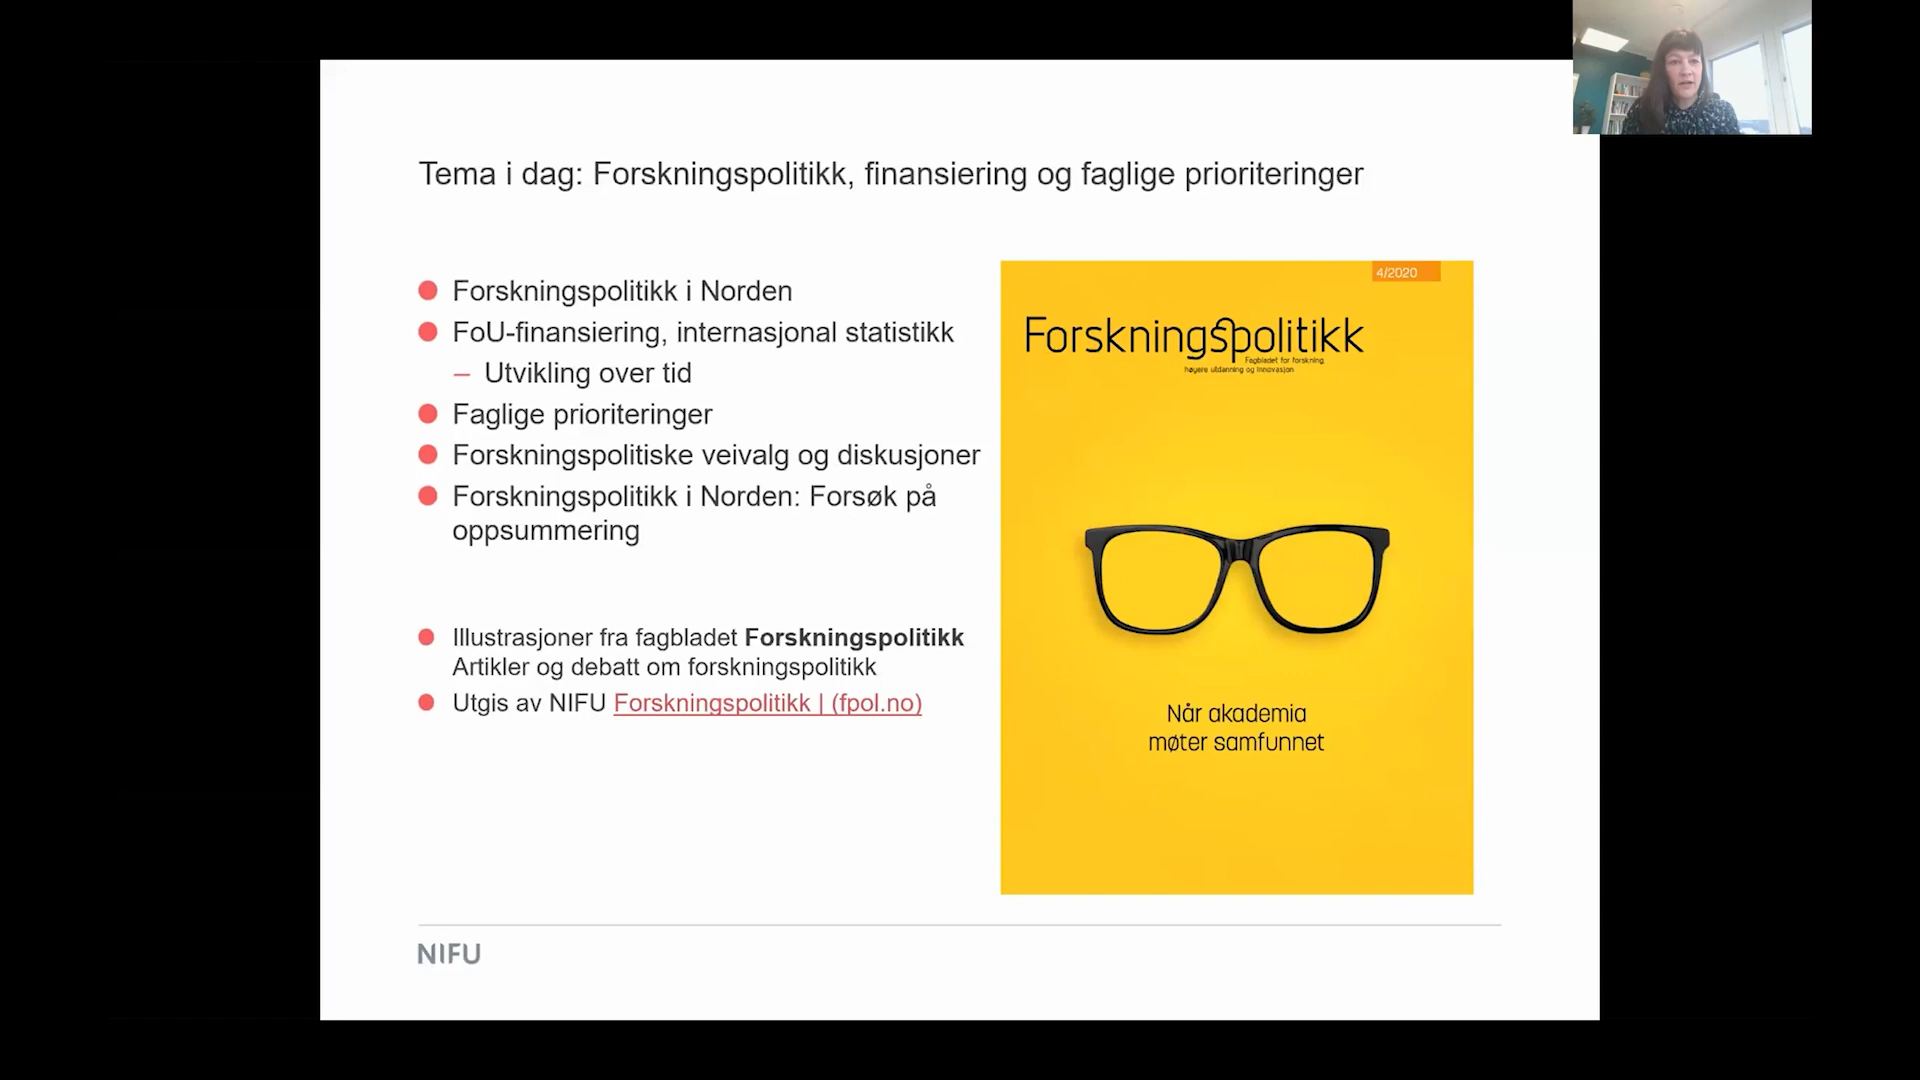 Tema i dag: Forskningspolitikk, finansiering og faglige prioriteringer
Forskningspolitikk i Norden
FoU-finansiering, internasjonal statistikk
– Utvikling over tid
Faglige prioriteringer
Forskningspolitiske veivalg og diskusjoner
Forskningspolitikk i Norden: Forsøk på
oppsummering
Illustrasjoner fra fagbladet Forskningspolitikk
Artikler og debatt om forskningspolitikk
Utgis av NIFU Forskningspolitikk | (fpol.no)
4/2020
Forskningspolitikk
Fagbladet for forskning,
høyere utdanning og innovasjon
Når akademia
møter samfunnet
NIFU